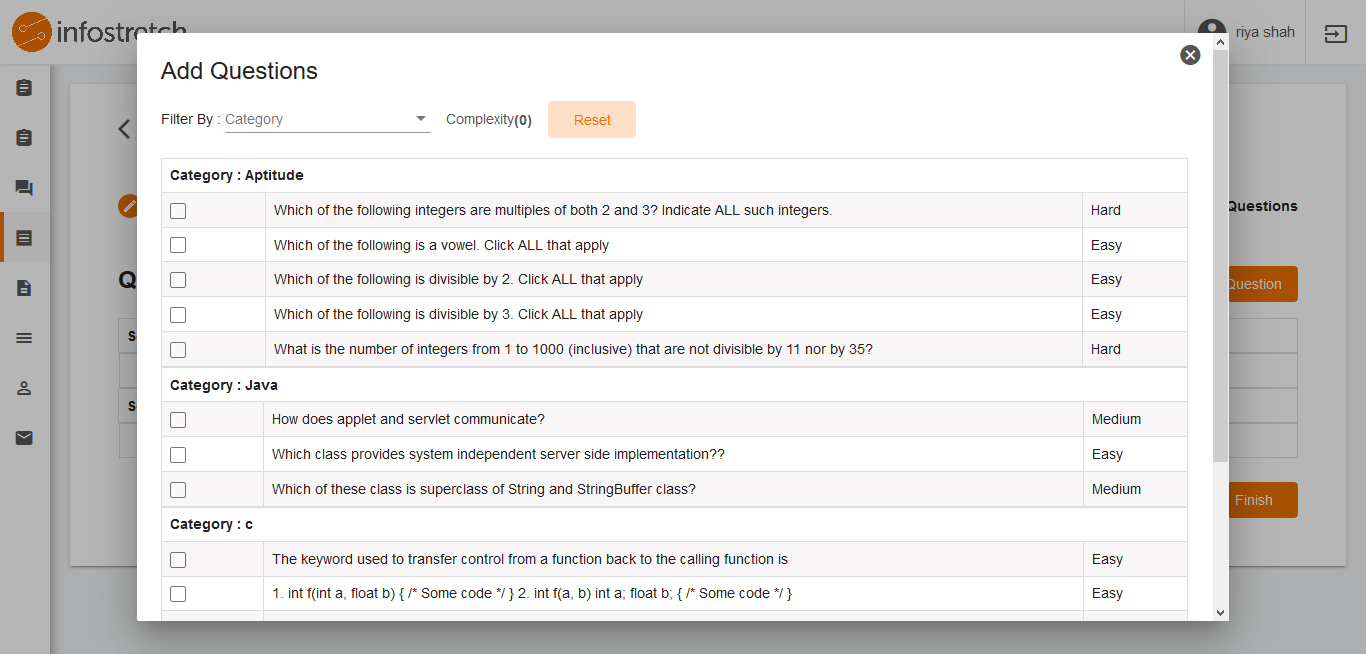 infostretch
riya shah
Add Questions
Filter By : Category Complexity(0) Reset
Category : Aptitude
Which of the following integers are multiples of both 2 and 3? Indicate ALL such integers. Hard
Which of the following is a vowel. Click ALL that apply Easy
Questions
Which of the following is divisible by 2. Click ALL that apply Easy
Question
Which of the following is divisible by 3. Click ALL that apply Easy
What is the number of integers from 1 to 1000 (inclusive) that are not divisible by 11 nor by 35? Hard
Category : Java
How does applet and servlet communicate? Medium
Which class provides system independent server side implementation?? Easy
Which of these class is superclass of String and StringBuffer class? Medium
Finish
Category : c
The keyword used to transfer control from a function back to the calling function is Easy
1. int f(int a, float b) { /* Some code */ } 2. int f(a, b) int a; float b; { /* Some code */ } Easy